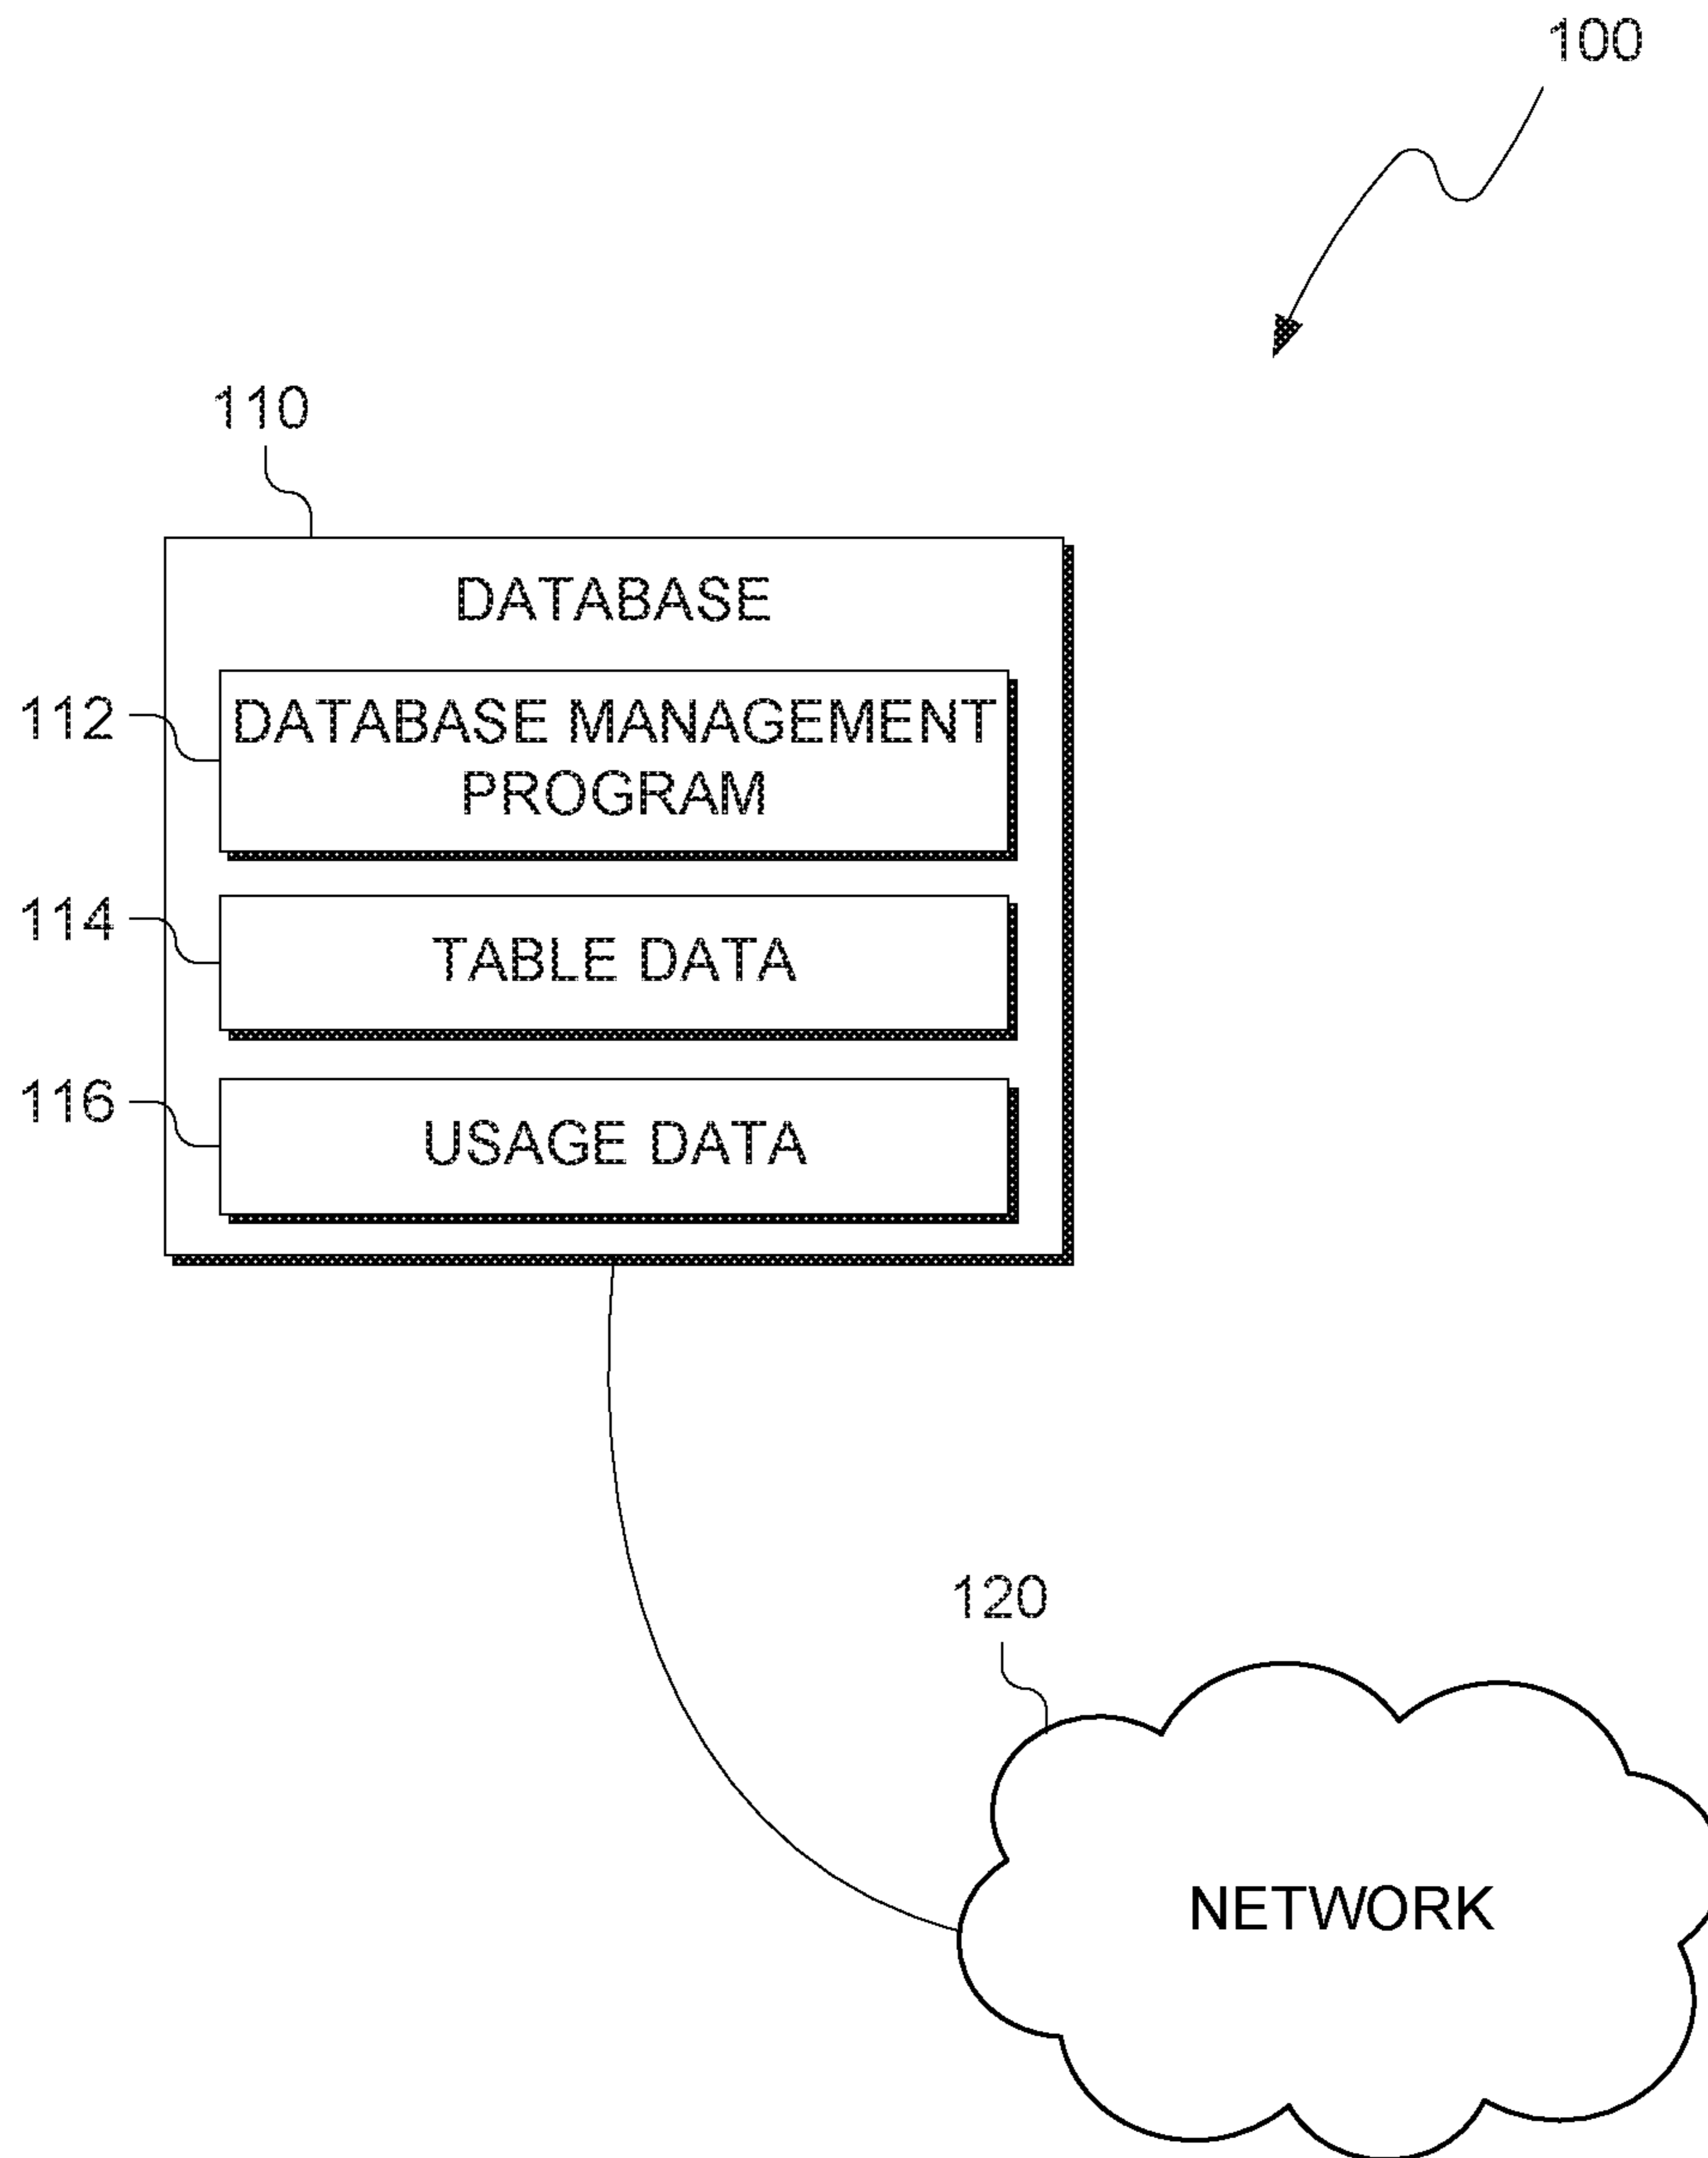 100
110
DATABASE
112
DATABASE MANAGEMENT
PROGRAM
114
TABLE DATA
116
USAGE DATA
120
NETWORK